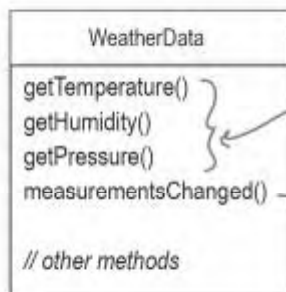 WeatherData
getTemperature()
getHumidity()
getPressure()
measurementsChanged()
// other methods